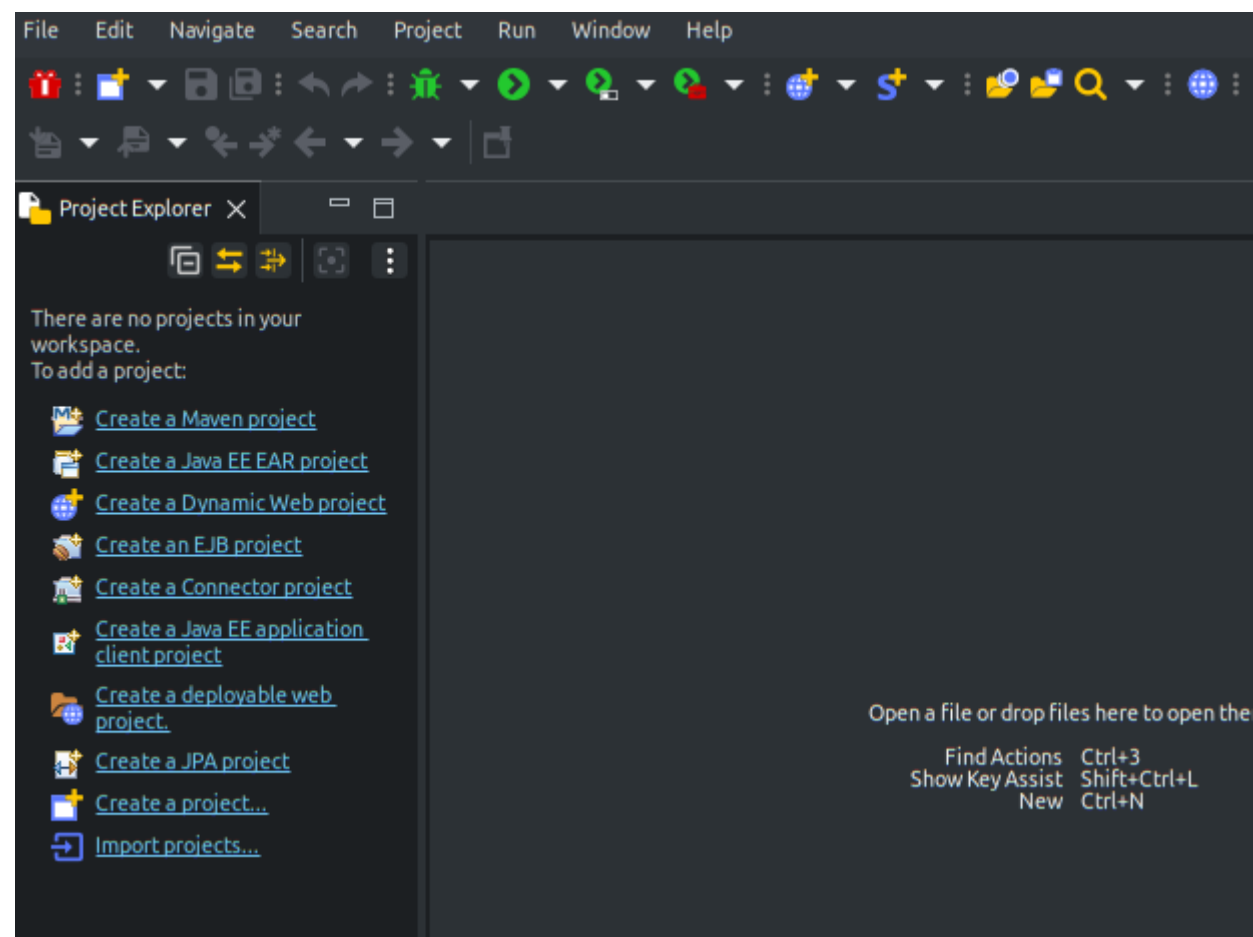 File Edit Navigate Search Project Run Window Help
Project Explorer
There are no projects in your
workspace.
To add a project:
Create a Maven project
Create a Java EE EAR project
Create a Dynamic Web project
Create an EJB project
Create a Connector project
Create a Java EE application
client project
Create a deployable web
project.
Create a JPA project
Create a project...
Import projects...
Open a file or drop files here to open the
Find Actions Ctrl+3
Show Key Assist Shift+Ctrl+L
New Ctrl+N